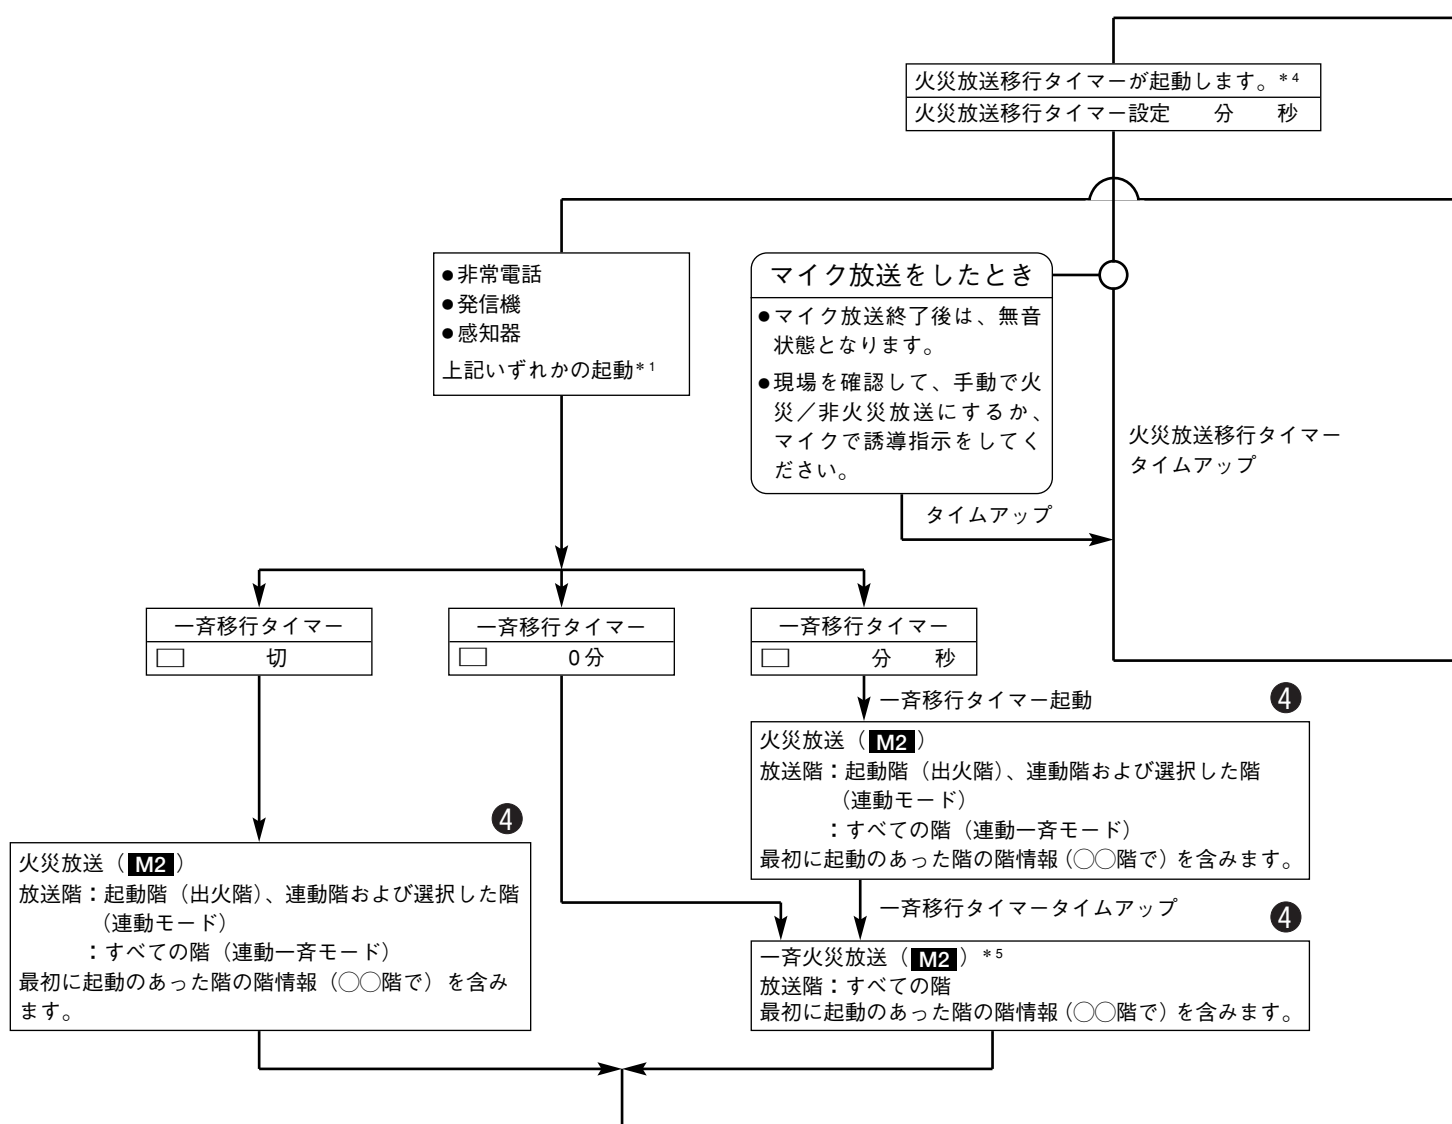 火災放送移行タイマーが起動します。*4
火災放送移行タイマー設定　　分　　秒
●非常電話
●発信機
●感知器
上記いずれかの起動*1
マイク放送をしたとき
●マイク放送終了後は、無音
状態となります。
●現場を確認して、手動で火
災／非火災放送にするか、
マイクで誘導指示をしてく
ださい。
火災放送移行タイマー
タイムアップ
タイムアップ
一斉移行タイマー
□　　切
一斉移行タイマー
□　　0分
一斉移行タイマー
□　　分　秒
一斉移行タイマー起動
❹
火災放送（M2）
放送階：起動階（出火階）、連動階および選択した階
（連動モード）
：すべての階（連動一斉モード）
最初に起動のあった階の階情報（○○階で）を含みます。
❹
火災放送（M2）
放送階：起動階（出火階）、連動階および選択した階
（連動モード）
：すべての階（連動一斉モード）
最初に起動のあった階の階情報（○○階で）を含み
ます。
一斉移行タイマータイムアップ
❹
一斉火災放送（M2）*5
放送階：すべての階
最初に起動のあった階の階情報（○○階で）を含みます。